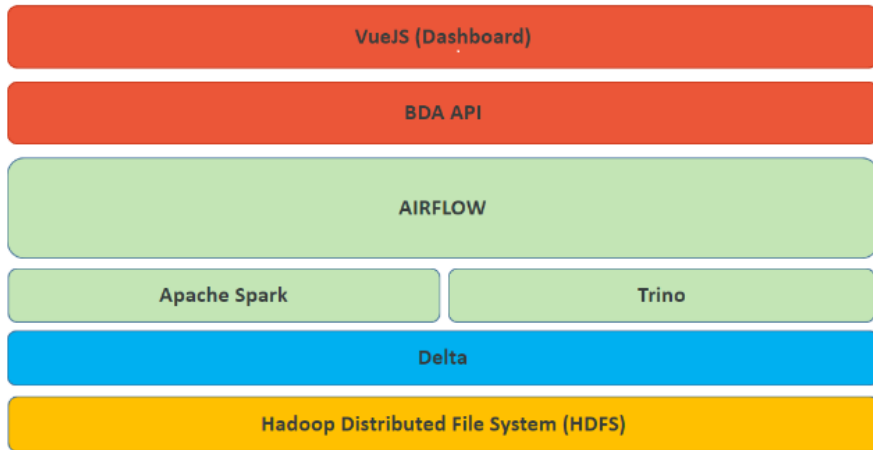 VueJS (Dashboard)
BDA API
AIRFLOW
Apache Spark
Trino
Delta
Hadoop Distributed File System (HDFS)